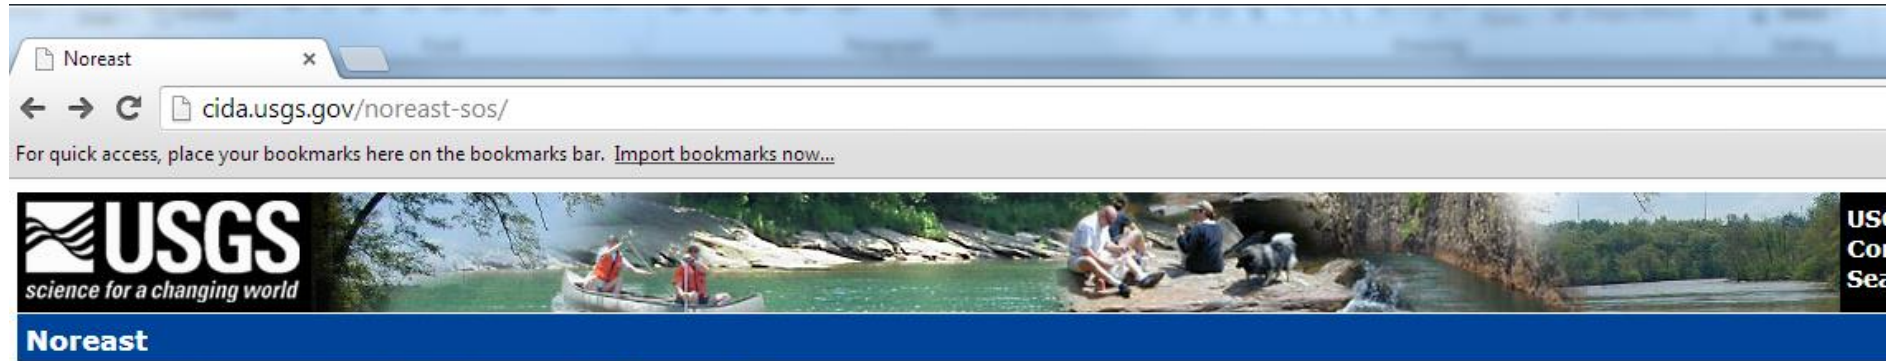 Noreast
cida.usgs.gov/noreast-sos/
For quick access, place your bookmarks here on the bookmarks bar. Import bookmarks now...
USGS
science for a changing world
Noreast